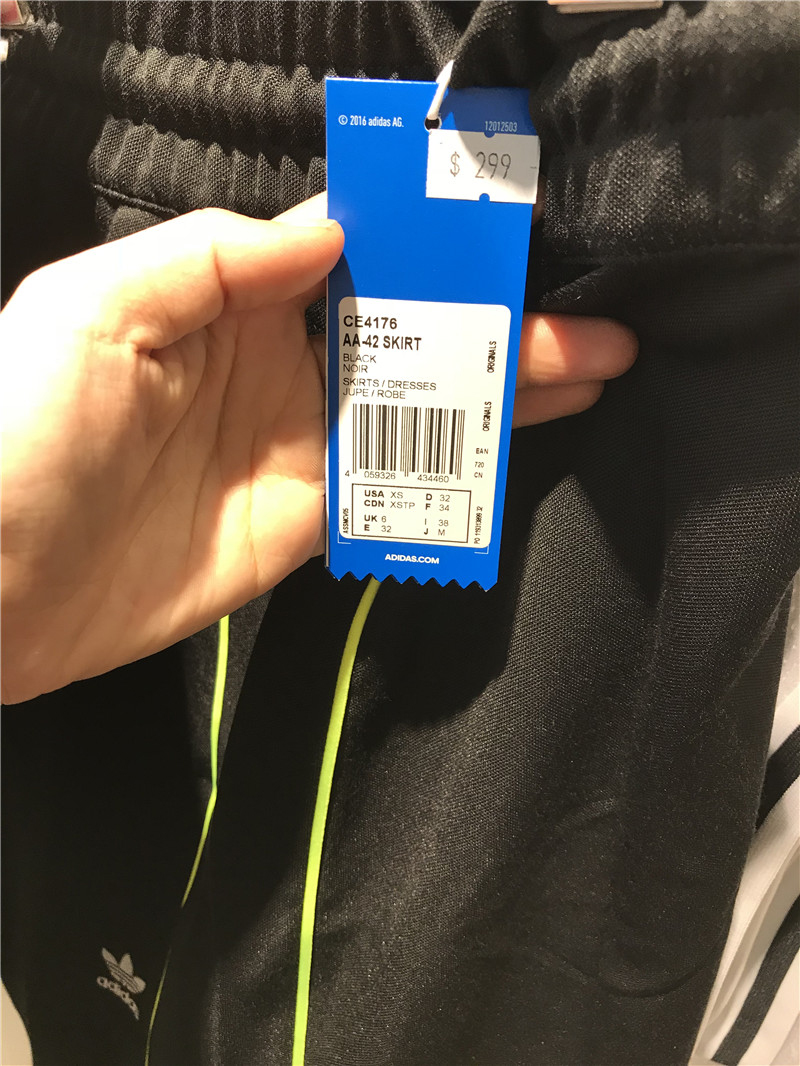 © 2016 adidas AG.
12012503
$ 299
CE4176
AA-42 SKIRT
BLACK
NOIR
SKIRTS / DRESSES
JUPE / ROBE
ORIGINALS
ORIGINALS
EAN
720
CN
4 059326 434460
USA XS D 32
CDN XSTP F 34
UK 6 I 38
E 32 J M
ADIDAS.COM
adidas